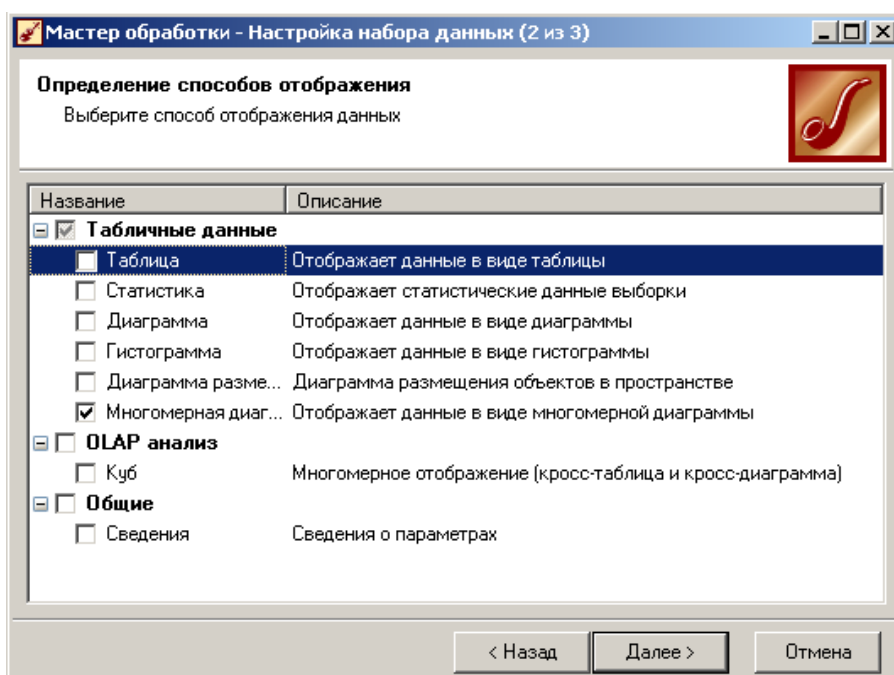 Мастер обработки - Настройка набора данных (2 из 3)
Определение способов отображения
Выберите способ отображения данных
Название Описание
Табличные данные
Таблица Отображает данные в виде таблицы
Статистика Отображает статистические данные выборки
Диаграмма Отображает данные в виде диаграммы
Гистограмма Отображает данные в виде гистограммы
Диаграмма разме... Диаграмма размещения объектов в пространстве
Многомерная диаг... Отображает данные в виде многомерной диаграммы
OLAP анализ
Куб Многомерное отображение (кросс-таблица и кросс-диаграмма)
Общие
Сведения Сведения о параметрах
< Назад Далее > Отмена